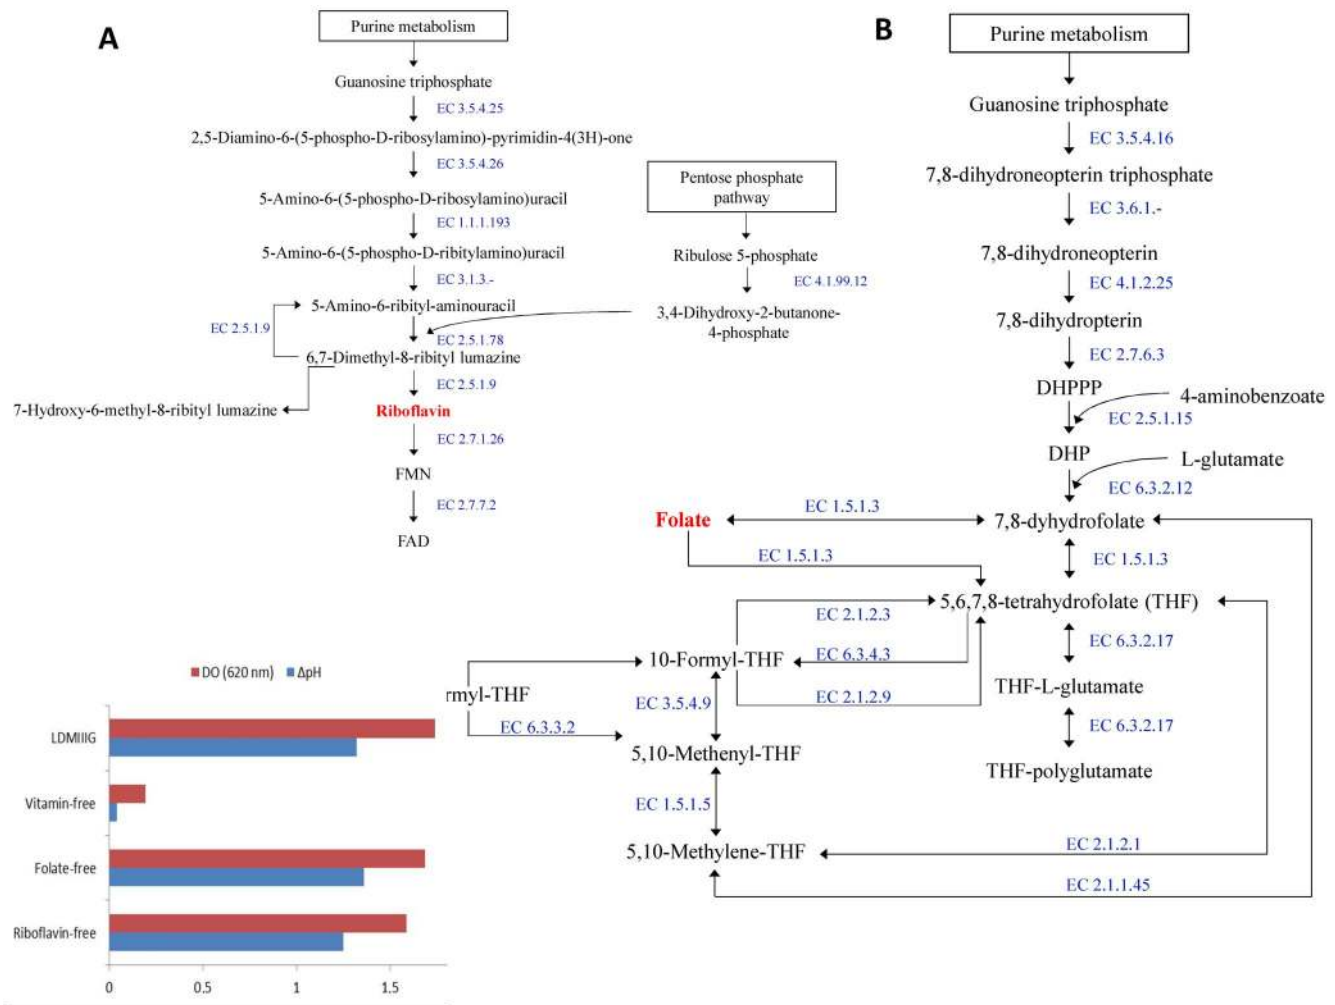 A
Purine metabolism
Guanosine triphosphate
EC 3.5.4.25
2,5-Diamino-6-(5-phospho-D-ribosylamino)-pyrimidin-4(3H)-one
EC 3.5.4.26
5-Amino-6-(5-phospho-D-ribosylamino)uracil
EC 1.1.1.193
5-Amino-6-(5-phospho-D-ribitylamino)uracil
EC 3.1.3.-
5-Amino-6-ribityl-aminouracil
EC 2.5.1.9
EC 2.5.1.78
6,7-Dimethyl-8-ribityl lumazine
EC 2.5.1.9
7-Hydroxy-6-methyl-8-ribityl lumazine
Riboflavin
EC 2.7.1.26
FMN
EC 2.7.7.2
FAD
Pentose phosphate
pathway
Ribulose 5-phosphate
EC 4.1.99.12
3,4-Dihydroxy-2-butanone-
4-phosphate
B
Purine metabolism
Guanosine triphosphate
EC 3.5.4.16
7,8-dihydroneopterin triphosphate
EC 3.6.1.-
7,8-dihydroneopterin
EC 4.1.2.25
7,8-dihydropterin
EC 2.7.6.3
DHPPP
4-aminobenzoate
EC 2.5.1.15
DHP
L-glutamate
EC 6.3.2.12
Folate
EC 1.5.1.3
7,8-dyhydrofolate
EC 1.5.1.3
EC 1.5.1.3
5,6,7,8-tetrahydrofolate (THF)
EC 2.1.2.3
EC 6.3.2.17
10-Formyl-THF
EC 6.3.4.3
THF-L-glutamate
rmyl-THF
EC 3.5.4.9
EC 2.1.2.9
EC 6.3.3.2
EC 6.3.2.17
5,10-Methenyl-THF
THF-polyglutamate
EC 1.5.1.5
5,10-Methylene-THF
EC 2.1.2.1
EC 2.1.1.45
DO (620 nm) ΔpH
LDMIIIG
Vitamin-free
Folate-free
Riboflavin-free
0 0.5 1 1.5